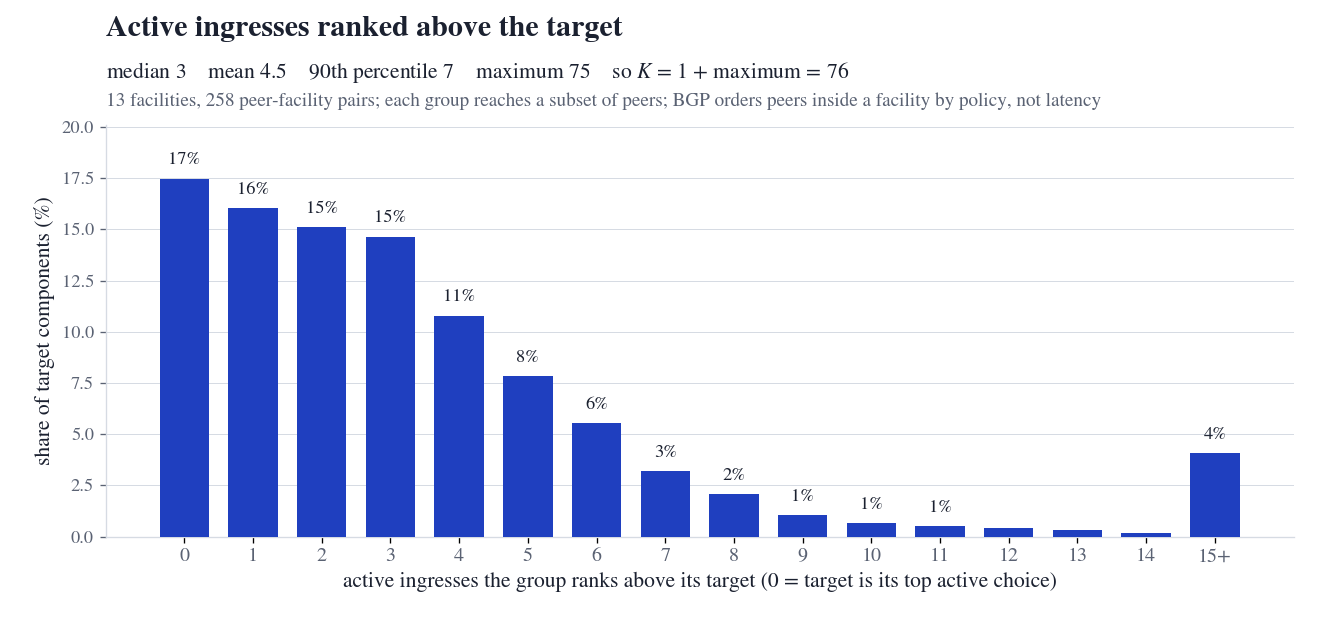 Active ingresses ranked above the target
median 3 mean 4.5 90th percentile 7 maximum 75 so K = 1 + maximum = 76
13 facilities, 258 peer-facility pairs; each group reaches a subset of peers; BGP orders peers inside a facility by policy, not latency
share of target components (%)
20.0
17.5
15.0
12.5
10.0
7.5
5.0
2.5
0.0
17% 16% 15% 15% 11% 8% 6% 3% 2% 1% 1% 1% 4%
0 1 2 3 4 5 6 7 8 9 10 11 12 13 14 15+
active ingresses the group ranks above its target (0 = target is its top active choice)